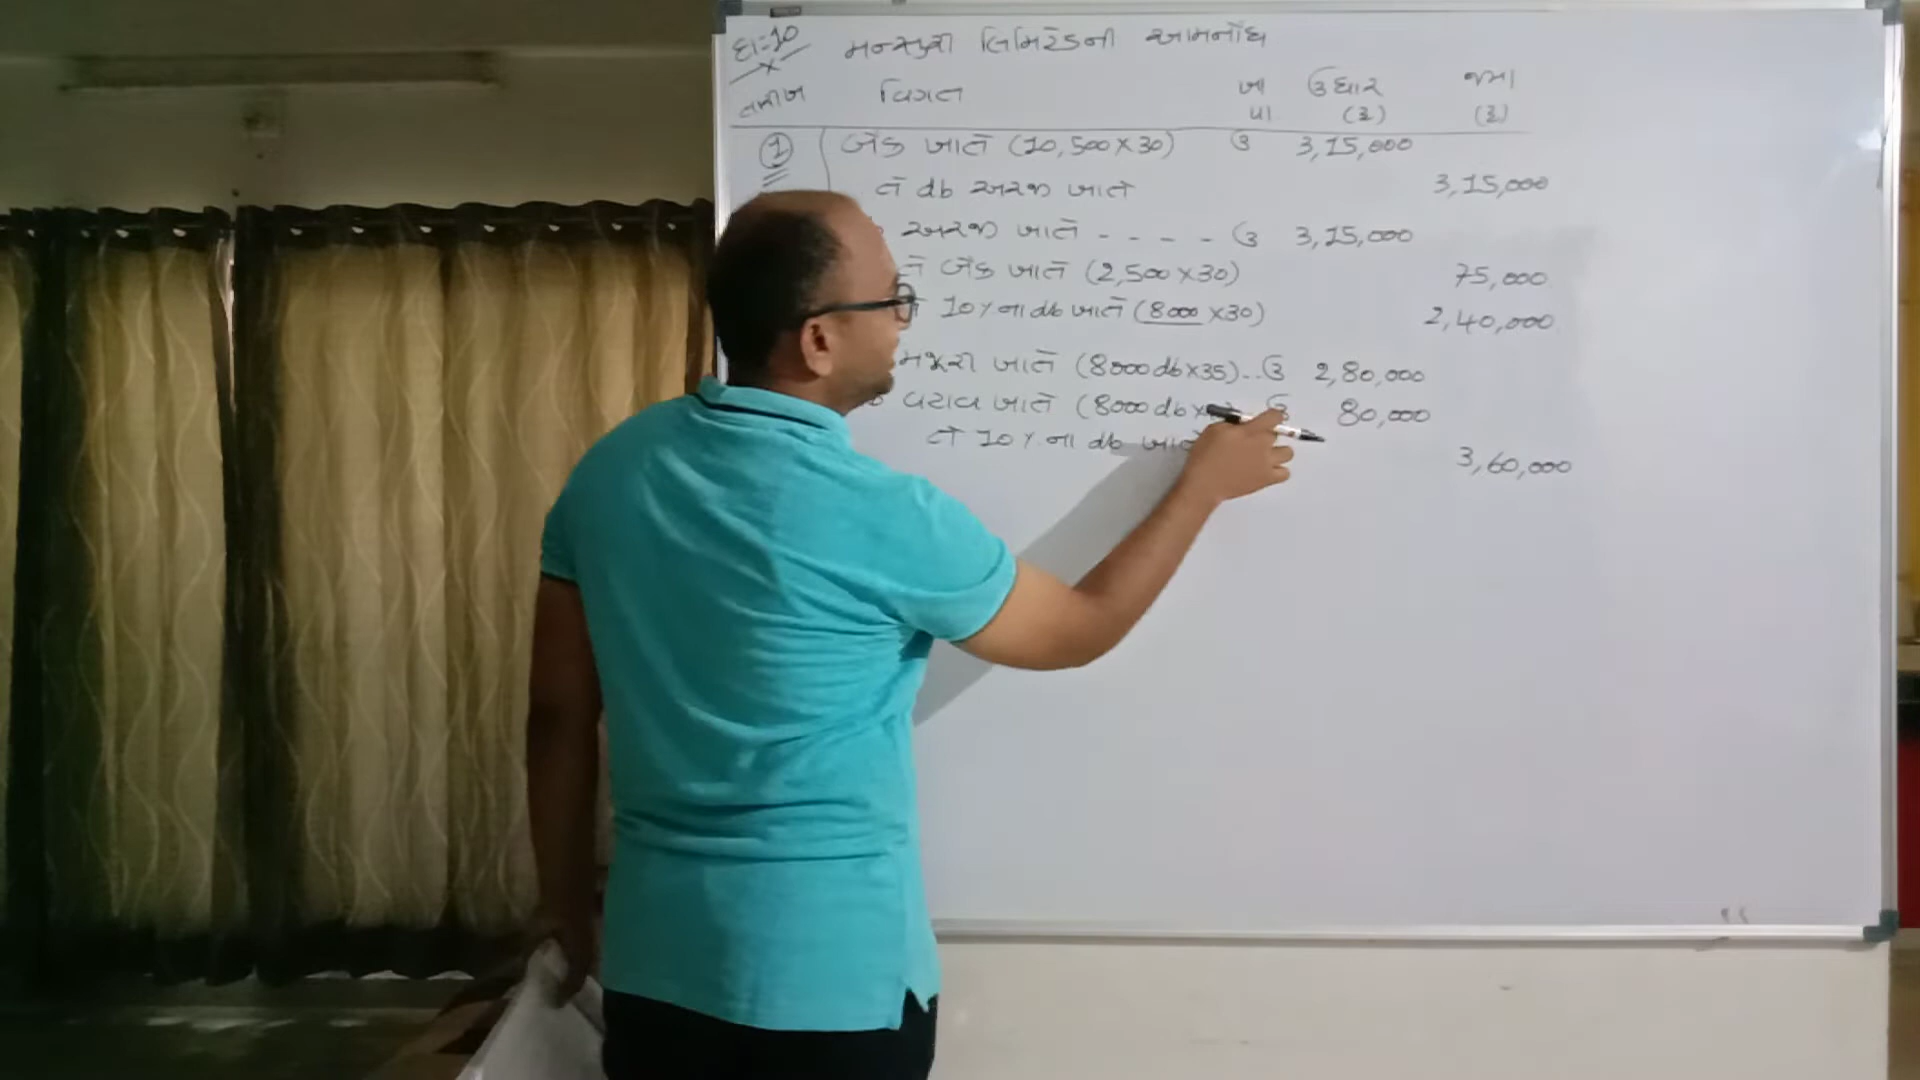 દા=10 મન્સુરી લિમિટેડની આમનોંધ
તારીખ વિગત ખા પા ઉધાર (રૂ) જમા (રૂ)
① બેંક ખાતે (10,500×30) ઉ 3,15,000
તે db અરજી ખાતે 3,15,000
અરજી ખાતે - - - - ઉ 3,15,000
તે બેંક ખાતે (2,500×30) 75,000
10%ના db ખાતે (8000×30) 2,40,000
મંજૂરી ખાતે (8000db×35)..ઉ 2,80,000
વટાવ ખાતે (8000db× ઉ 80,000
તે 10%ના db ખાતે 3,60,000